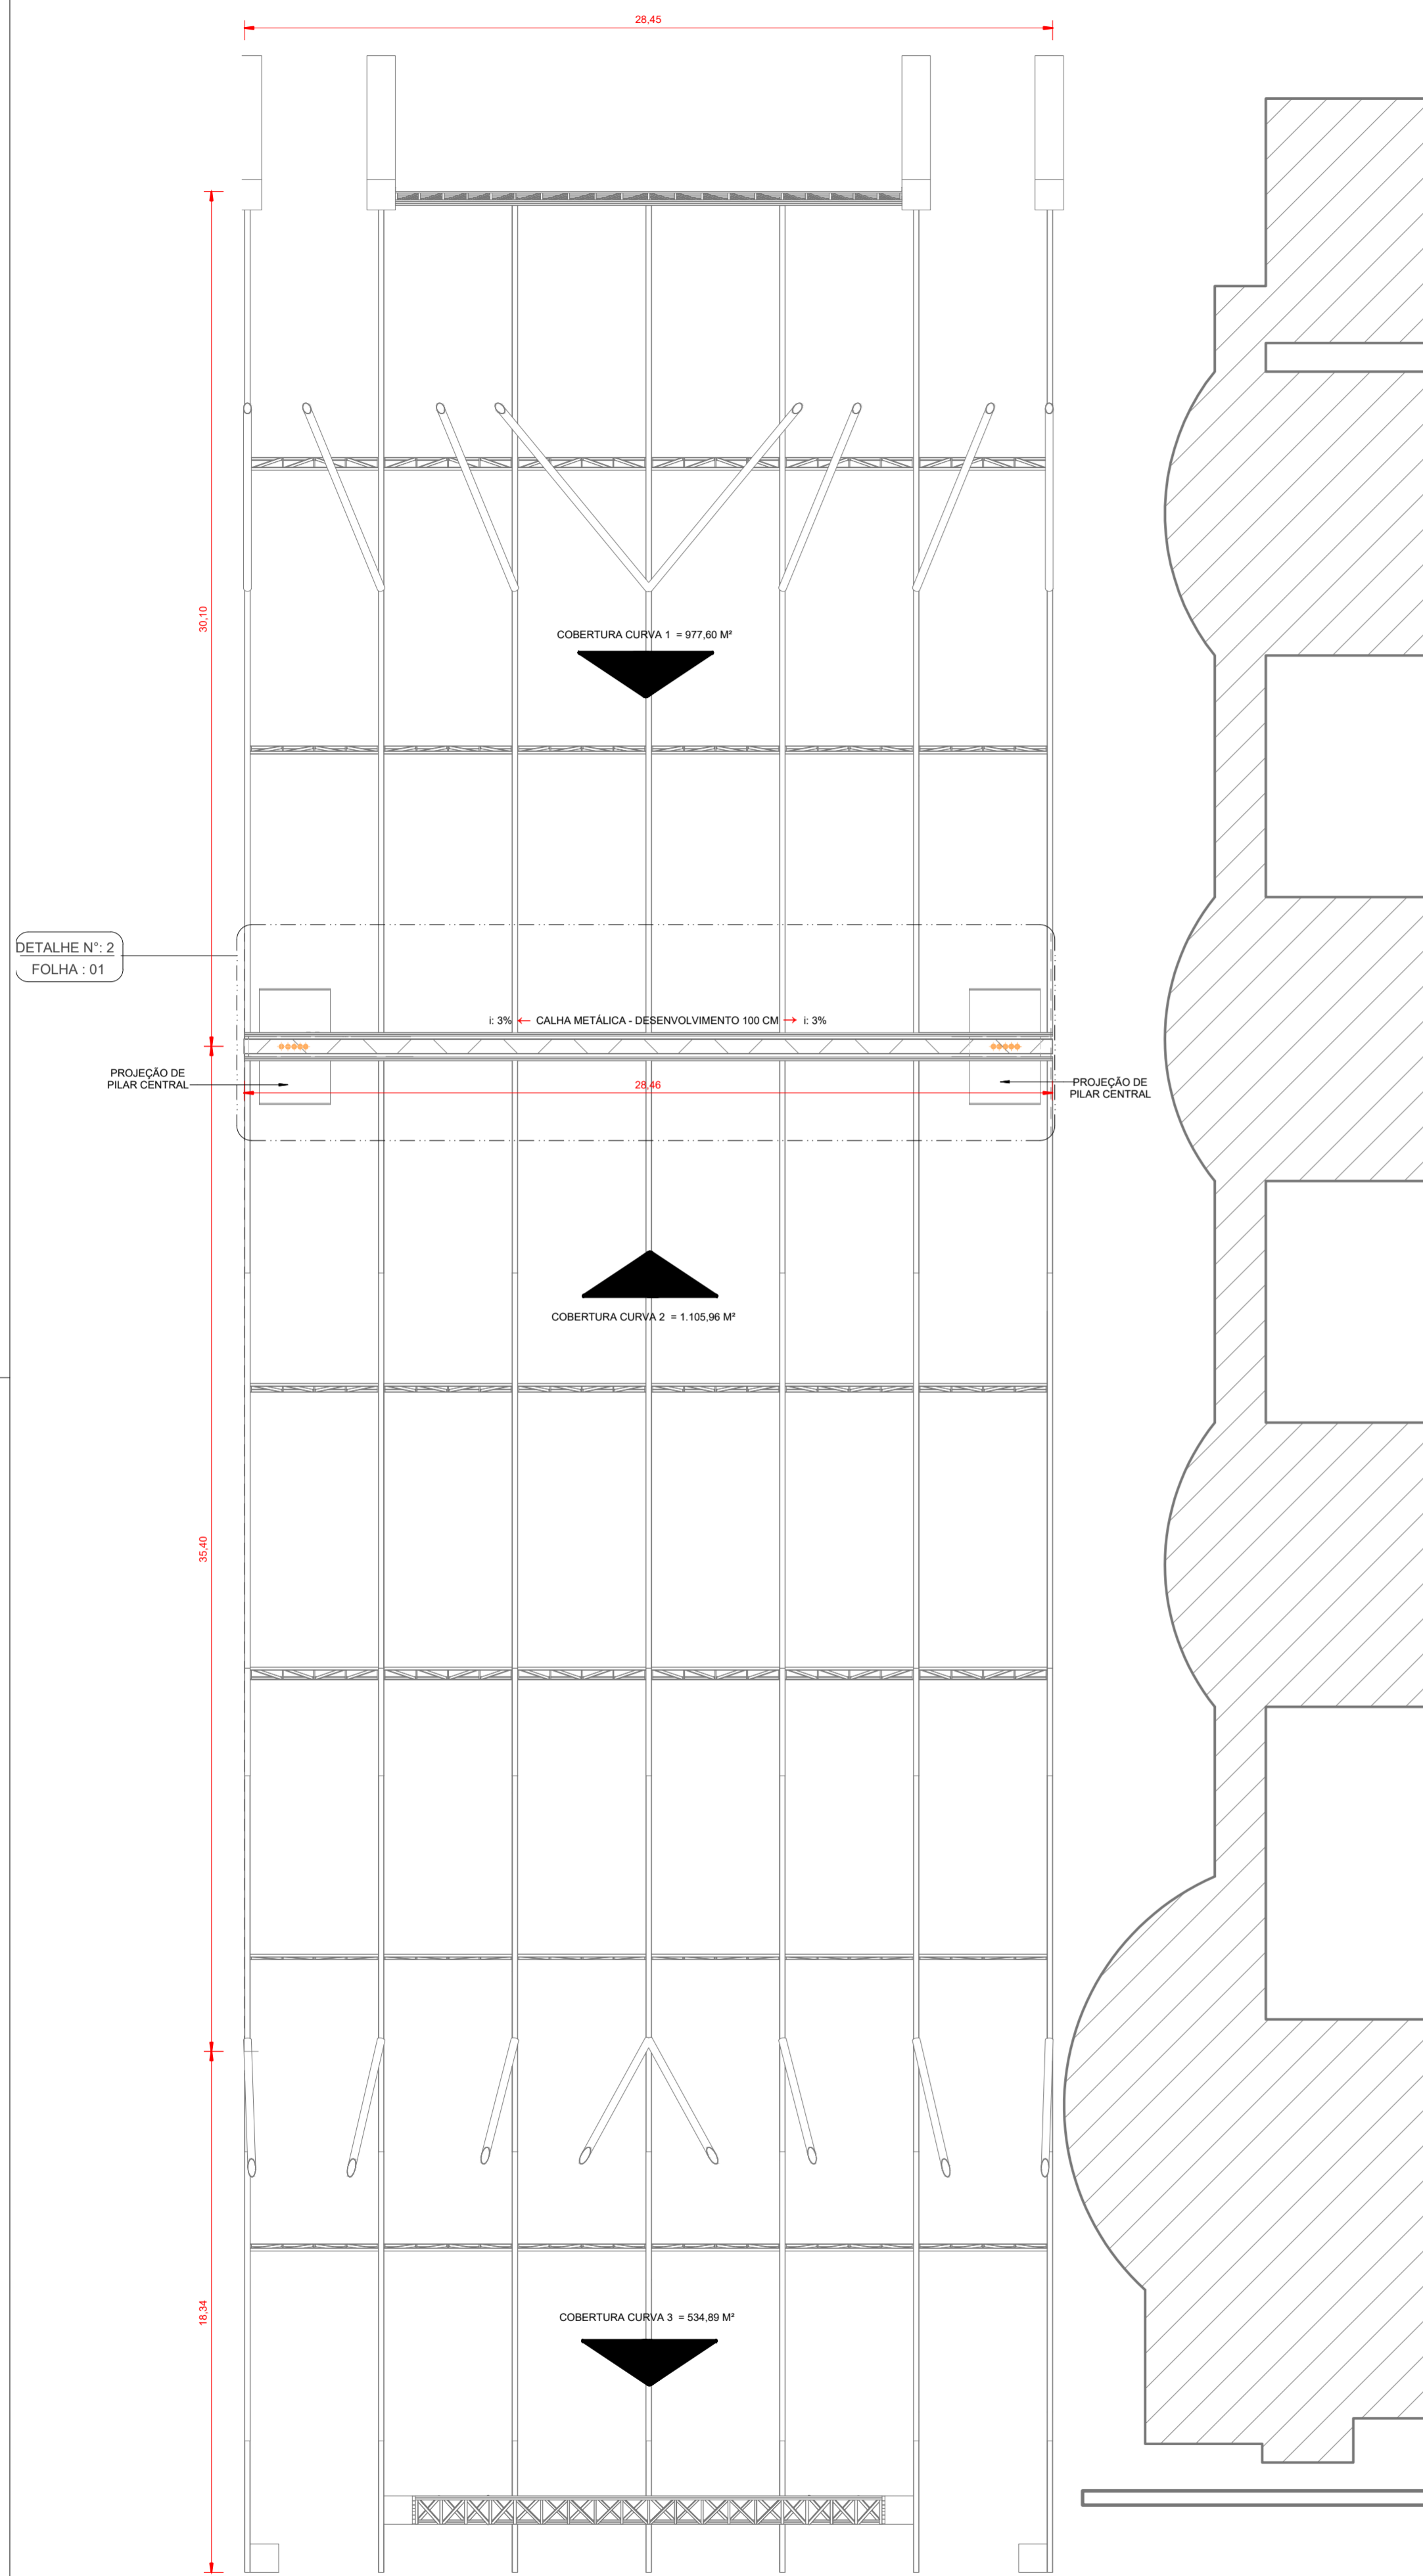 28,45
30,10
COBERTURA CURVA 1 = 977,60 M²
DETALHE N°: 2
FOLHA : 01
i: 3% ← CALHA METÁLICA - DESENVOLVIMENTO 100 CM → i: 3%
PROJEÇÃO DE
PILAR CENTRAL
28,46
PROJEÇÃO DE
PILAR CENTRAL
COBERTURA CURVA 2 = 1.105,96 M²
35,40
COBERTURA CURVA 3 = 534,89 M²
18,34